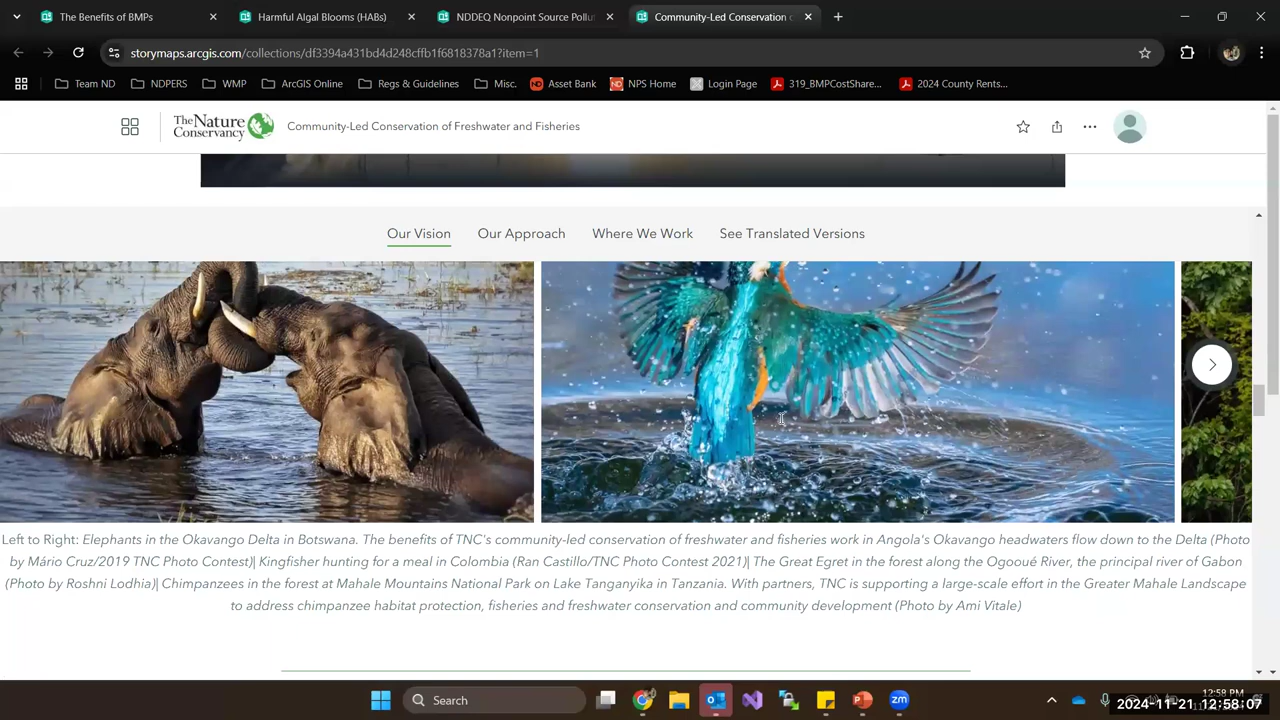 The Benefits of BMPs
Harmful Algal Blooms (HABs)
NDDEQ Nonpoint Source Pollu
Community-Led Conservation o
storymaps.arcgis.com/collections/df3394a431bd4d248cffb1f6818378a1?item=1
Team ND
NDPERS
WMP
ArcGIS Online
Regs & Guidelines
Misc.
Asset Bank
NPS Home
Login Page
319_BMPCostShare...
2024 County Rents...
The Nature Conservancy
Community-Led Conservation of Freshwater and Fisheries
Our Vision
Our Approach
Where We Work
See Translated Versions
Left to Right: Elephants in the Okavango Delta in Botswana. The benefits of TNC's community-led conservation of freshwater and fisheries work in Angola's Okavango headwaters flow down to the Delta (Photo
by Mário Cruz/2019 TNC Photo Contest)| Kingfisher hunting for a meal in Colombia (Ran Castillo/TNC Photo Contest 2021)| The Great Egret in the forest along the Ogooué River, the principal river of Gabon
(Photo by Roshni Lodhia)| Chimpanzees in the forest at Mahale Mountains National Park on Lake Tanganyika in Tanzania. With partners, TNC is supporting a large-scale effort in the Greater Mahale Landscape
to address chimpanzee habitat protection, fisheries and freshwater conservation and community development (Photo by Ami Vitale)
Search
12:58 PM
2024-11-21 12:58:07